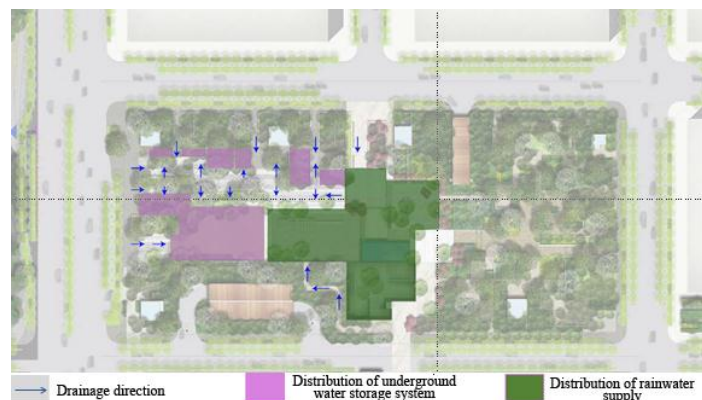 Drainage direction
Distribution of underground
water storage system
Distribution of rainwater
supply